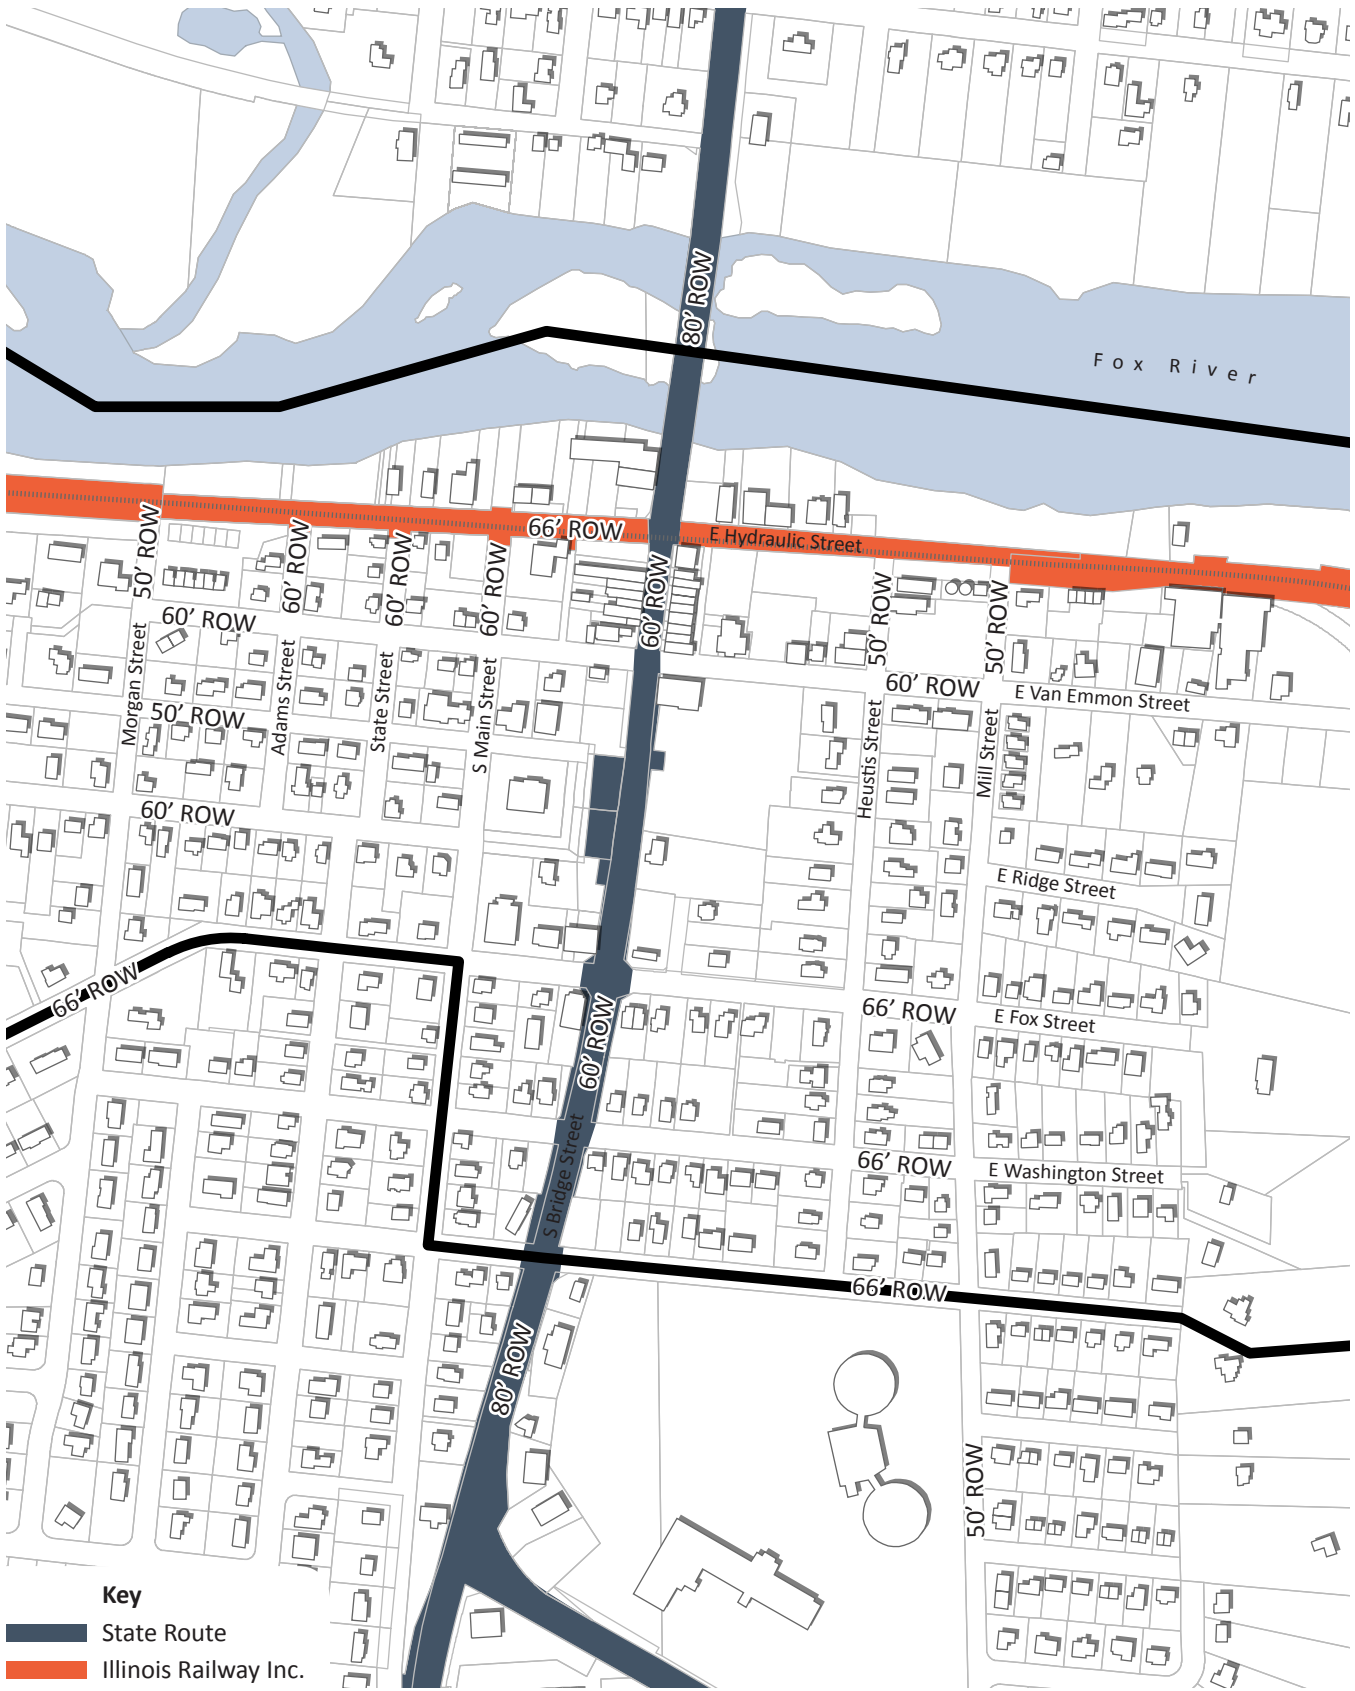 80' ROW
Fox River
66' ROW
E Hydraulic Street
50' ROW
60' ROW
60' ROW
60' ROW
60' ROW
50' ROW
50' ROW
60' ROW
60' ROW
E Van Emmon Street
Morgan Street
Adams Street
State Street
S Main Street
Heustis Street
Mill Street
50' ROW
60' ROW
E Ridge Street
66' ROW
60' ROW
66' ROW
E Fox Street
S Bridge Street
66' ROW
E Washington Street
66' ROW
80' ROW
50' ROW
Key
State Route
Illinois Railway Inc.